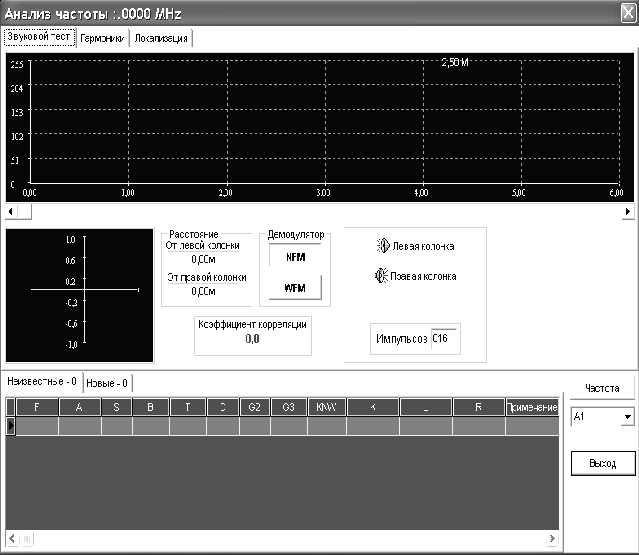 Анализ частоты :.0000 MHz
Звуковой тест Гармоники Локализация
2,50 M
255
204
153
102
51
0
0,00 1,00 2,00 3,00 4,00 5,00 6,00
1,0
0,6
0,2
-0,2
-0,6
-1,0
Расстояние
От левой колонки
0,00м
От правой колонки
0,00м
Демодулятор
NFM
WFM
Левая колонка
Правая колонка
Коэффициент корреляции
0,0
Импульсов 016
Неизвестные - 0 Новые - 0
F A S B T C G2 G3 KNW K L R Примечание
Частота
A1
Выход